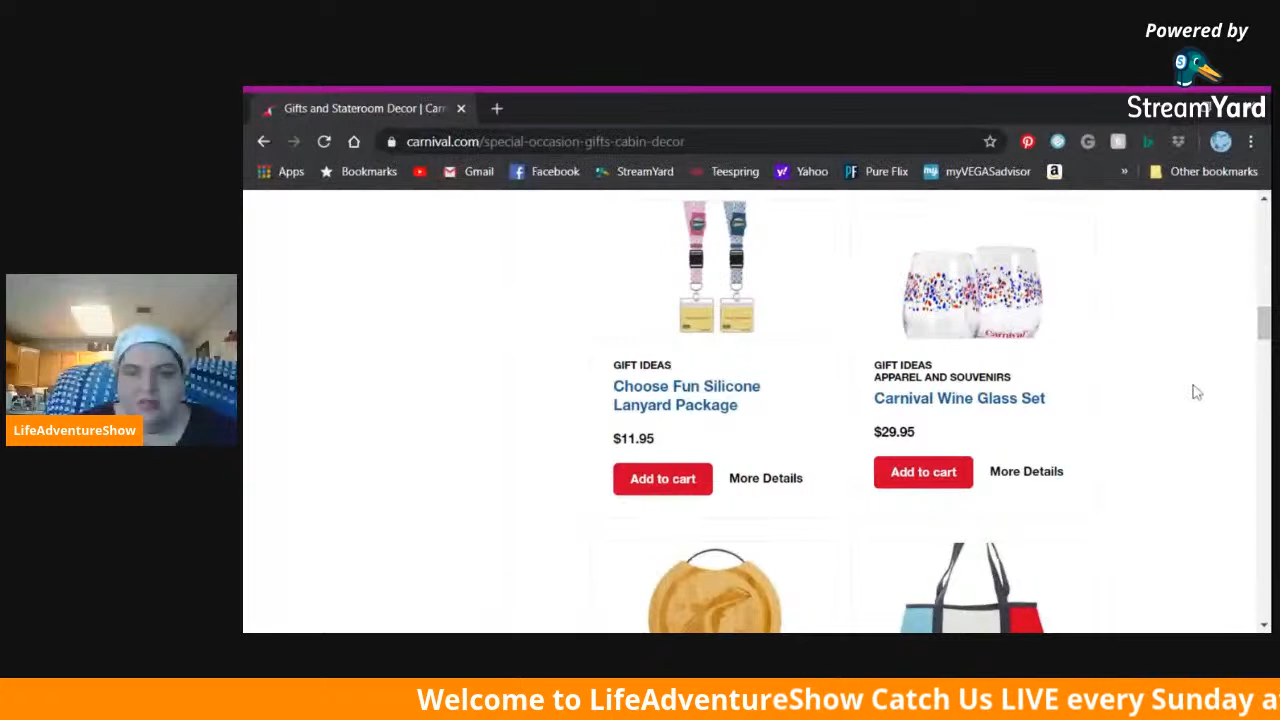 Powered by
StreamYard
Gifts and Stateroom Decor | Carn
carnival.com/special-occasion-gifts-cabin-decor
Apps Bookmarks Gmail Facebook StreamYard Teespring Yahoo PF Pure Flix my myVEGASadvisor a » Other bookmarks
GIFT IDEAS
Choose Fun Silicone
Lanyard Package
$11.95
Add to cart More Details
Carnival
GIFT IDEAS
APPAREL AND SOUVENIRS
Carnival Wine Glass Set
$29.95
Add to cart More Details
LifeAdventureShow
Welcome to LifeAdventureShow Catch Us LIVE every Sunday a